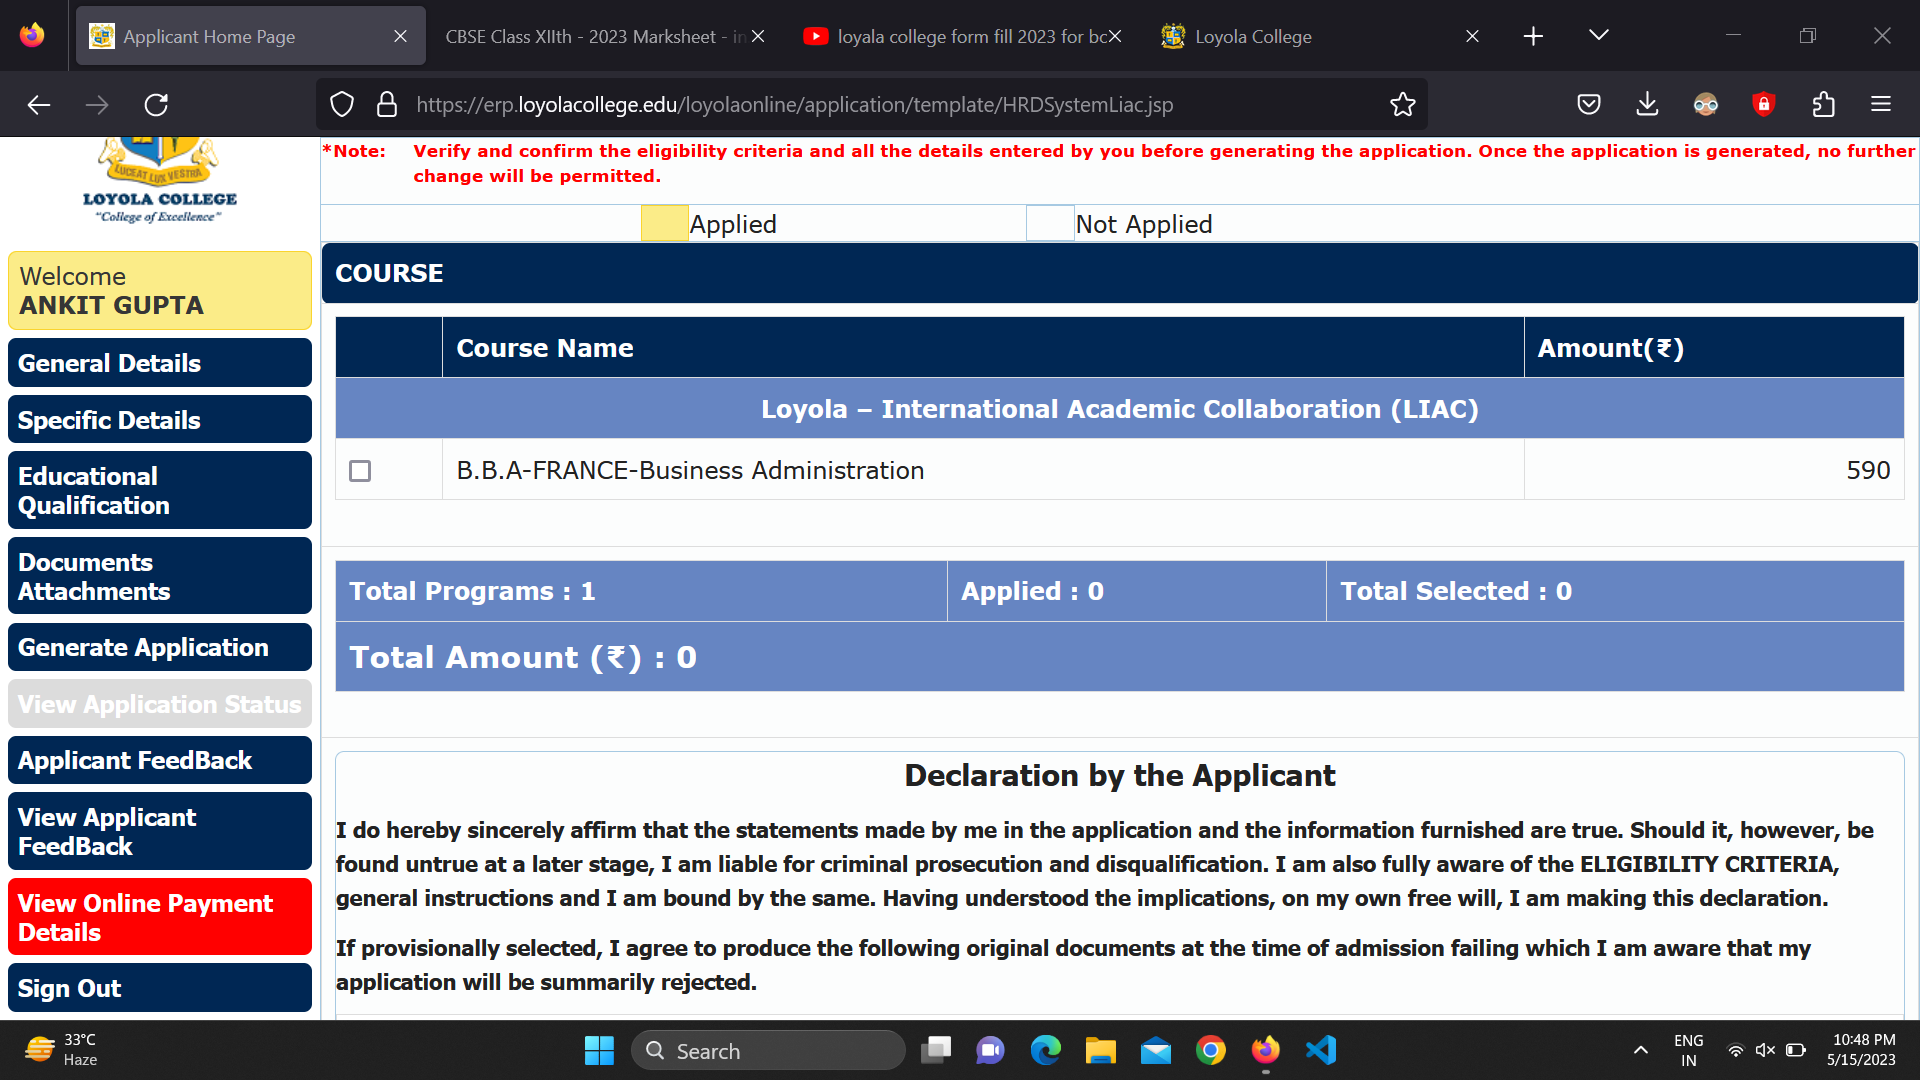 Applicant Home Page
CBSE Class XIIth - 2023 Marksheet - in
loyala college form fill 2023 for bc
Loyola College
https://erp.loyolacollege.edu/loyolaonline/application/template/HRDSystemLiac.jsp
LUCEAT LUX VESTRA
LOYOLA COLLEGE
"College of Excellence"
Welcome
ANKIT GUPTA
General Details
Specific Details
Educational
Qualification
Documents
Attachments
Generate Application
View Application Status
Applicant FeedBack
View Applicant
FeedBack
View Online Payment
Details
Sign Out
*Note: Verify and confirm the eligibility criteria and all the details entered by you before generating the application. Once the application is generated, no further
change will be permitted.
Applied
Not Applied
COURSE
Course Name
Amount(₹)
Loyola – International Academic Collaboration (LIAC)
B.B.A-FRANCE-Business Administration
590
Total Programs : 1
Applied : 0
Total Selected : 0
Total Amount (₹) : 0
Declaration by the Applicant
I do hereby sincerely affirm that the statements made by me in the application and the information furnished are true. Should it, however, be
found untrue at a later stage, I am liable for criminal prosecution and disqualification. I am also fully aware of the ELIGIBILITY CRITERIA,
general instructions and I am bound by the same. Having understood the implications, on my own free will, I am making this declaration.
If provisionally selected, I agree to produce the following original documents at the time of admission failing which I am aware that my
application will be summarily rejected.
33°C
Haze
Search
ENG
IN
10:48 PM
5/15/2023